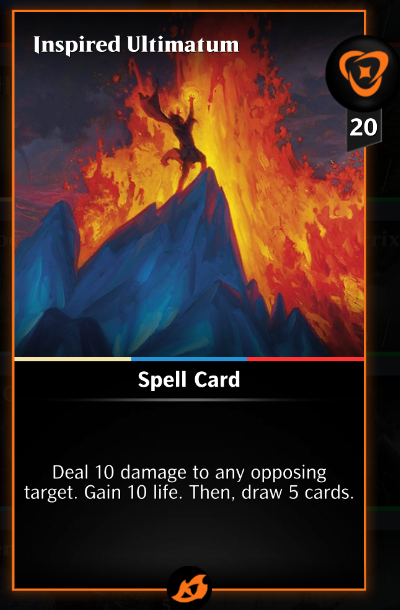 Inspired Ultimatum
20
Spell Card
Deal 10 damage to any opposing
target. Gain 10 life. Then, draw 5 cards.